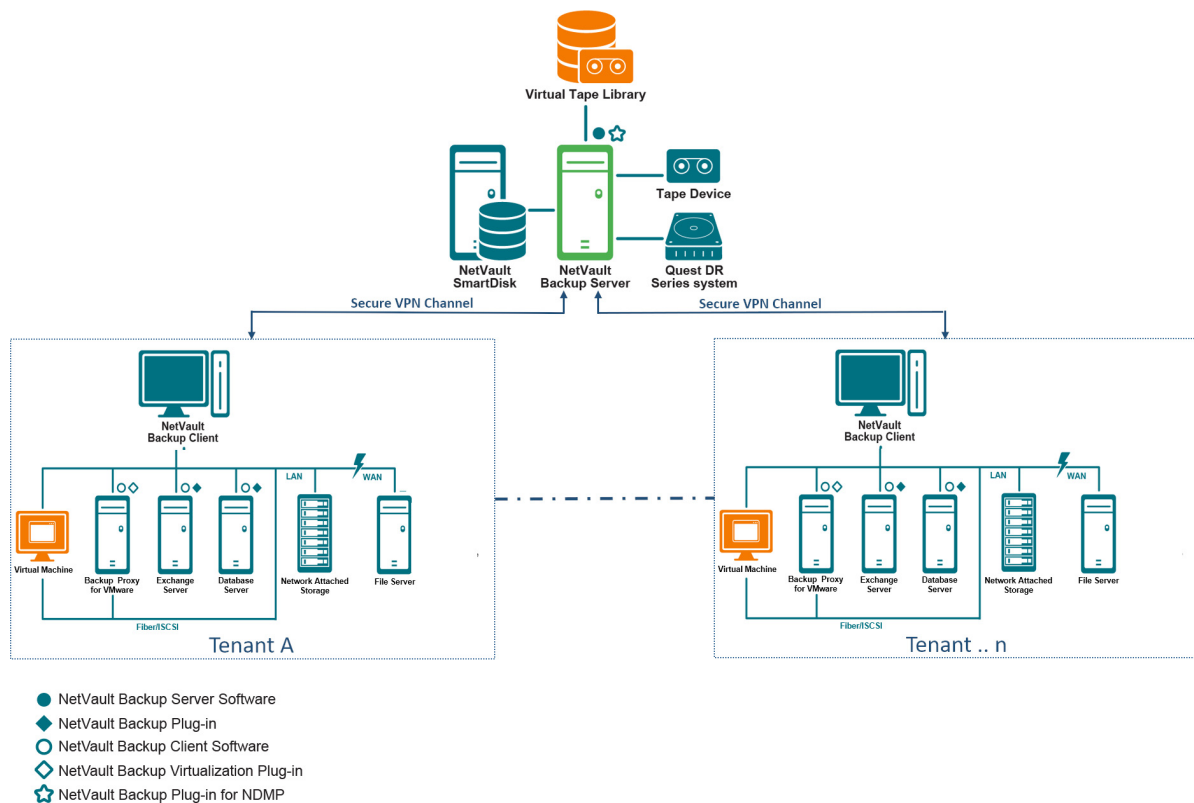 Virtual Tape Library
Tape Device
NetVault
SmartDisk
NetVault
Backup Server
Quest DR
Series system
Secure VPN Channel
Secure VPN Channel
NetVault
Backup Client
LAN
WAN
Virtual Machine
Backup Proxy
for VMware
Exchange
Server
Database
Server
Network Attached
Storage
File Server
Fiber/ISCSI
Tenant A
NetVault
Backup Client
LAN
WAN
Virtual Machine
Backup Proxy
for VMware
Exchange
Server
Database
Server
Network Attached
Storage
File Server
Fiber/ISCSI
Tenant .. n
NetVault Backup Server Software
NetVault Backup Plug-in
NetVault Backup Client Software
NetVault Backup Virtualization Plug-in
NetVault Backup Plug-in for NDMP